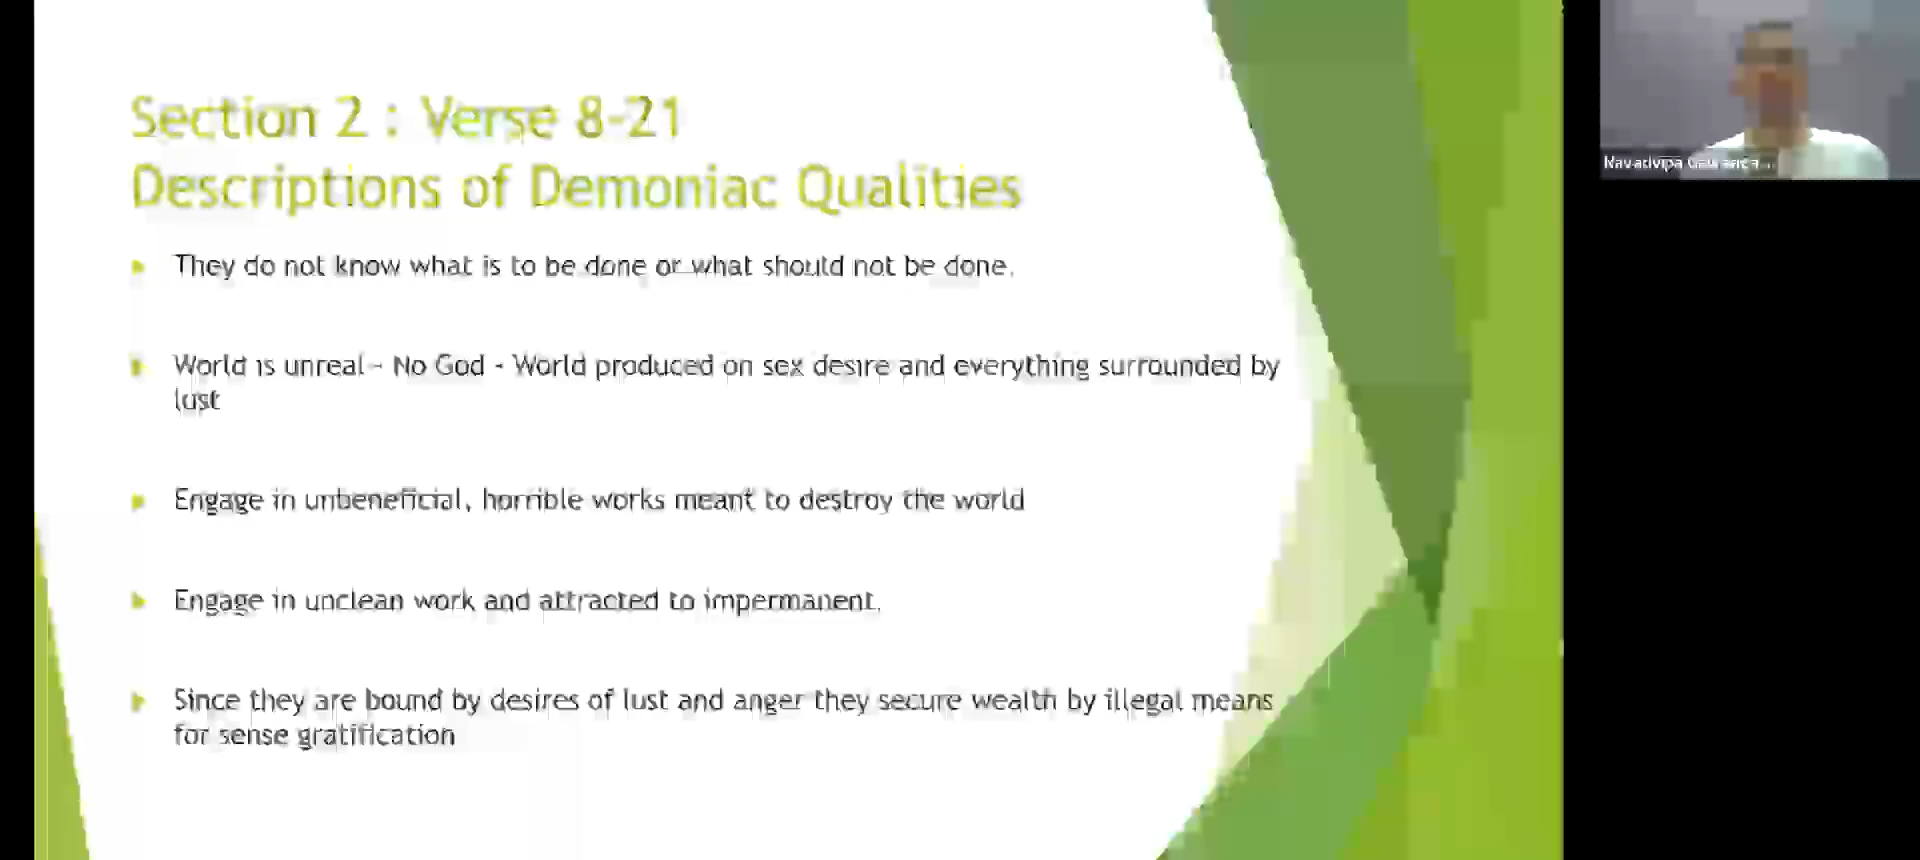 Section 2 : Verse 8-21
Descriptions of Demoniac Qualities
They do not know what is to be done or what should not be done.
World is unreal - No God - World produced on sex desire and everything surrounded by
lust
Engage in unbeneficial, horrible works meant to destroy the world
Engage in unclean work and attracted to impermanent.
Since they are bound by desires of lust and anger they secure wealth by illegal means
for sense gratification
Navadvipa